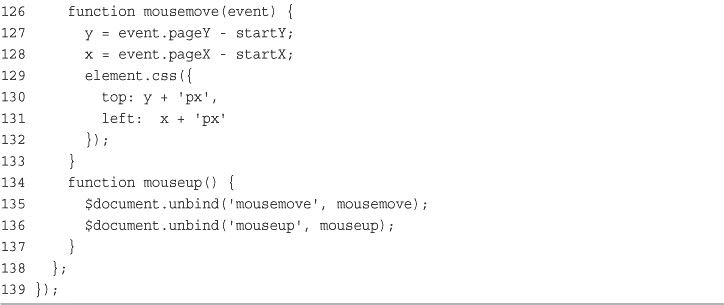 126     function mousemove(event) {
127       y = event.pageY - startY;
128       x = event.pageX - startX;
129       element.css({
130         top: y + 'px',
131         left:  x + 'px'
132       });
133     }
134     function mouseup() {
135       $document.unbind('mousemove', mousemove);
136       $document.unbind('mouseup', mouseup);
137     }
138   };
139 });